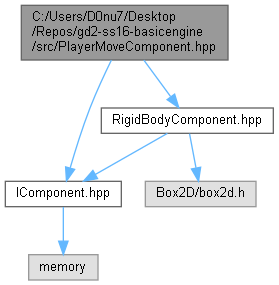 C:/Users/D0nu7/Desktop
/Repos/gd2-ss16-basicengine
/src/PlayerMoveComponent.hpp
RigidBodyComponent.hpp
IComponent.hpp
Box2D/box2d.h
memory